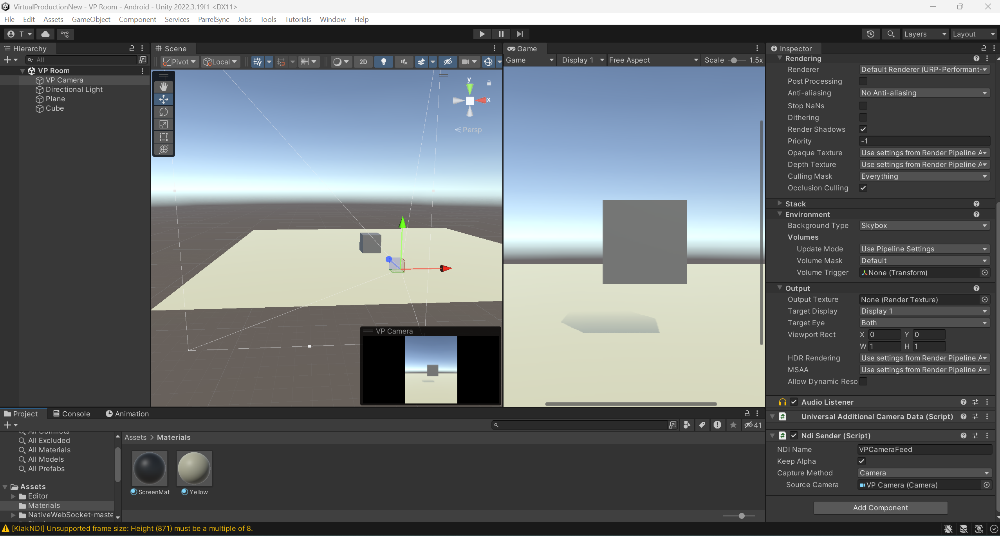 VirtualProductionNew - VP Room - Android - Unity 2022.3.19f1 <DX11>
File Edit Assets GameObject Component Services ParrelSync Jobs Tools Tutorials Window Help
T Layers Layout
Hierarchy
All
VP Room
VP Camera
Directional Light
Plane
Cube
Scene
Pivot Local 2D
y
x
Persp
VP Camera
Game
Game Display 1 Free Aspect Scale 1.5x
Inspector
Rendering
Renderer Default Renderer (URP-Performant-
Post Processing
Anti-aliasing No Anti-aliasing
Stop NaNs
Dithering
Render Shadows
Priority -1
Opaque Texture Use settings from Render Pipeline A
Depth Texture Use settings from Render Pipeline A
Culling Mask Everything
Occlusion Culling
Stack
Environment
Background Type Skybox
Volumes
Update Mode Use Pipeline Settings
Volume Mask Default
Volume Trigger None (Transform)
Output
Output Texture None (Render Texture)
Target Display Display 1
Target Eye Both
Viewport Rect X 0 Y 0
W 1 H 1
HDR Rendering Use settings from Render Pipeline A
MSAA Use settings from Render Pipeline A
Allow Dynamic Reso
Audio Listener
# Universal Additional Camera Data (Script)
# Ndi Sender (Script)
NDI Name VPCameraFeed
Keep Alpha
Capture Method Camera
Source Camera VP Camera (Camera)
Add Component
Project Console Animation
41
All Conflicts
All Excluded
All Materials
All Models
All Prefabs
Assets
Editor
Materials
NativeWebSocket-maste
Assets > Materials
ScreenMat Yellow
[KlakNDI] Unsupported frame size: Height (871) must be a multiple of 8.